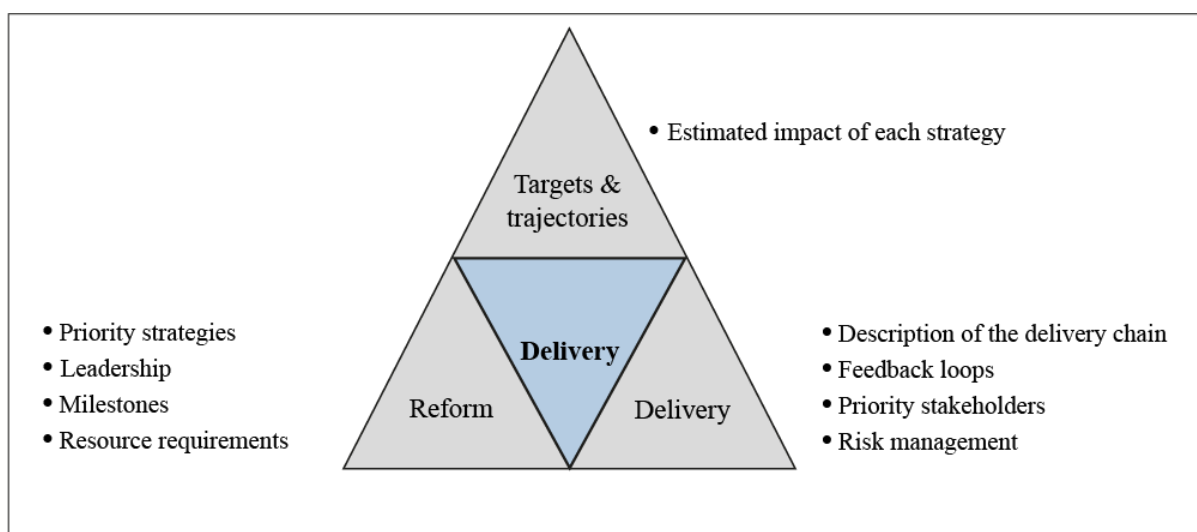 • Estimated impact of each strategy
Targets &
trajectories
• Priority strategies
• Leadership
• Milestones
• Resource requirements
Delivery
Reform
Delivery
• Description of the delivery chain
• Feedback loops
• Priority stakeholders
• Risk management